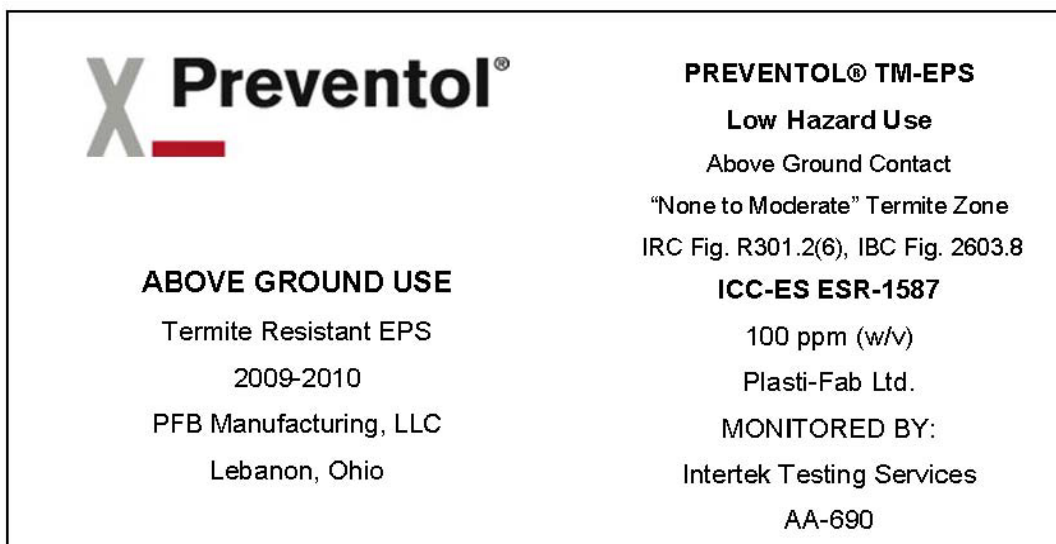 Preventol®
ABOVE GROUND USE
Termite Resistant EPS
2009-2010
PFB Manufacturing, LLC
Lebanon, Ohio
PREVENTOL® TM-EPS
Low Hazard Use
Above Ground Contact
“None to Moderate” Termite Zone
IRC Fig. R301.2(6), IBC Fig. 2603.8
ICC-ES ESR-1587
100 ppm (w/v)
Plasti-Fab Ltd.
MONITORED BY:
Intertek Testing Services
AA-690